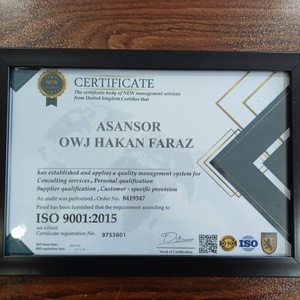 CERTIFICATE
The certificate body of NEW management services
from United kingdom Certifies that
NEW
ASANSOR
OWJ HAKAN FARAZ
has established and applies a quality management system for
Consulting services , Personal qualification
Supplier qualification , Customer - specific provision
An audit was performed , Order No. 8419347
Proof has been furnished that the requirement according to
ISO 9001:2015
are fulfilled
Certificate registration No. 9753801
Head of Certification
ISO 9001
ISO